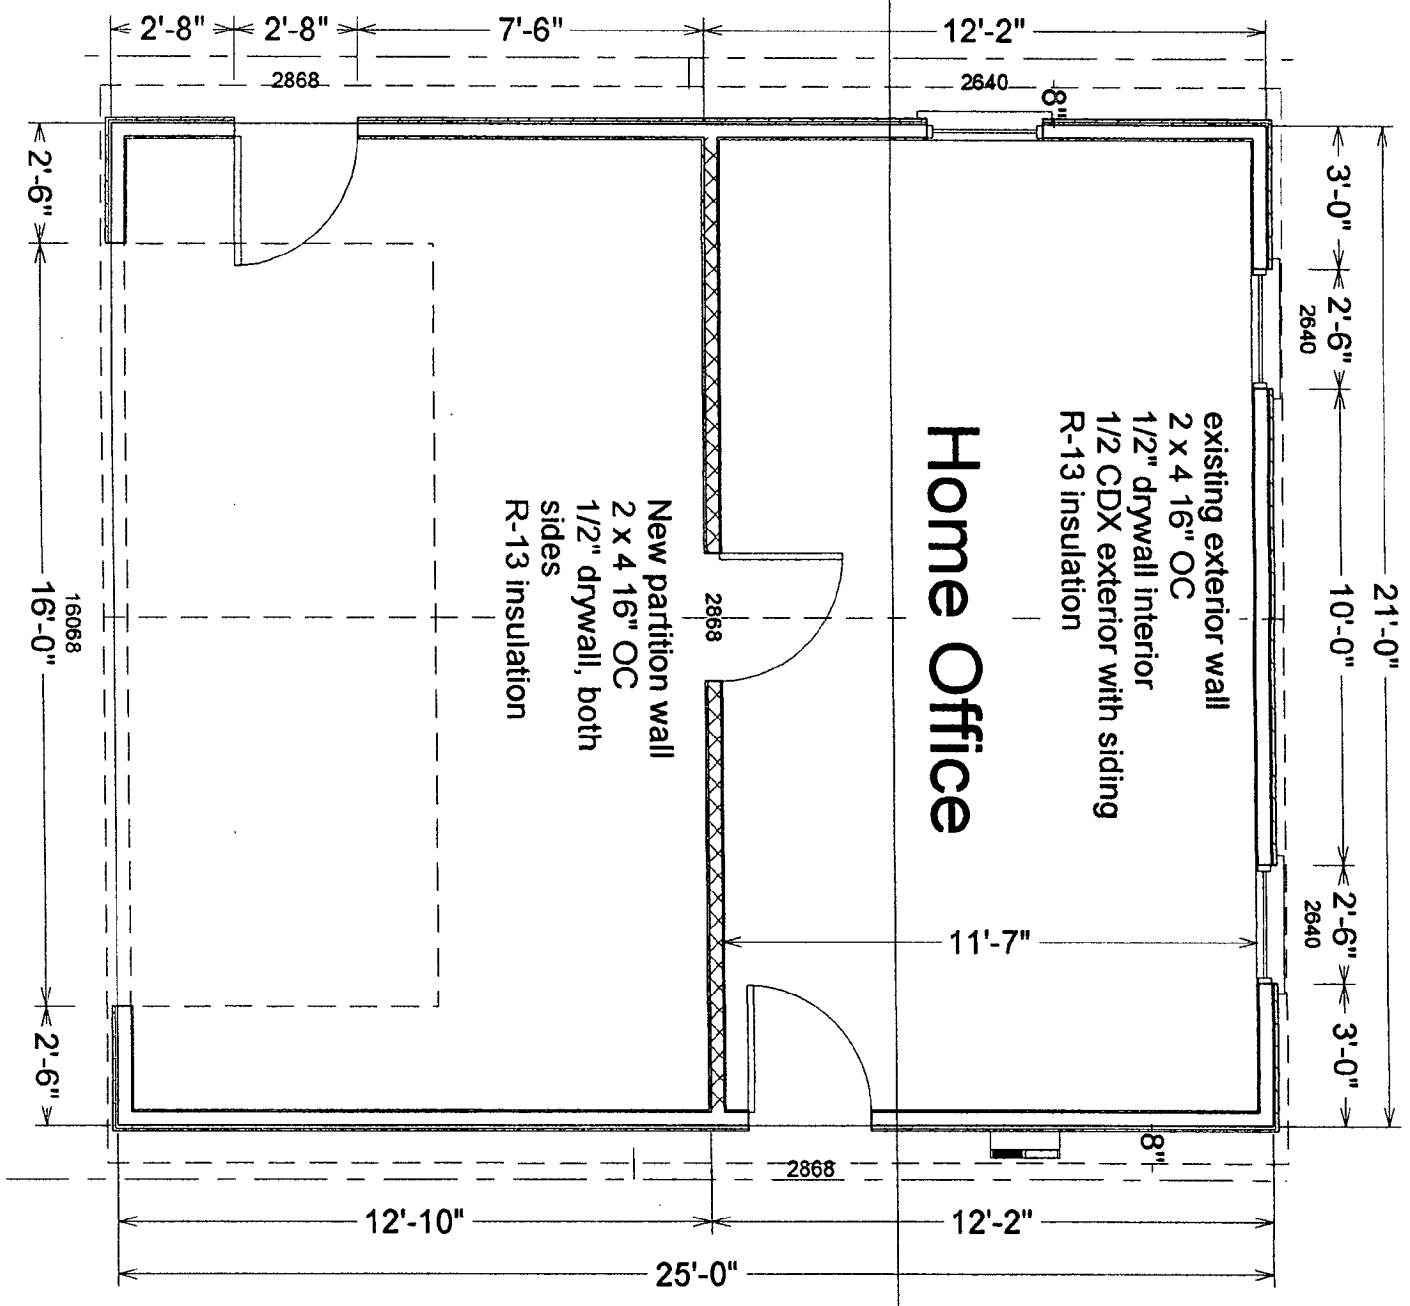 2'-8"
2'-8"
7'-6"
12'-2"
2868
2640
8"
2'-6"
16'-0"
16068
2'-6"
3'-0"
2'-6"
2640
10'-0"
21'-0"
2'-6"
2640
3'-0"
existing exterior wall
2 x 4 16" OC
1/2" drywall interior
1/2 CDX exterior with siding
R-13 insulation
Home Office
New partition wall
2 x 4 16" OC
1/2" drywall, both
sides
R-13 insulation
2868
11'-7"
8"
2868
12'-10"
12'-2"
25'-0"